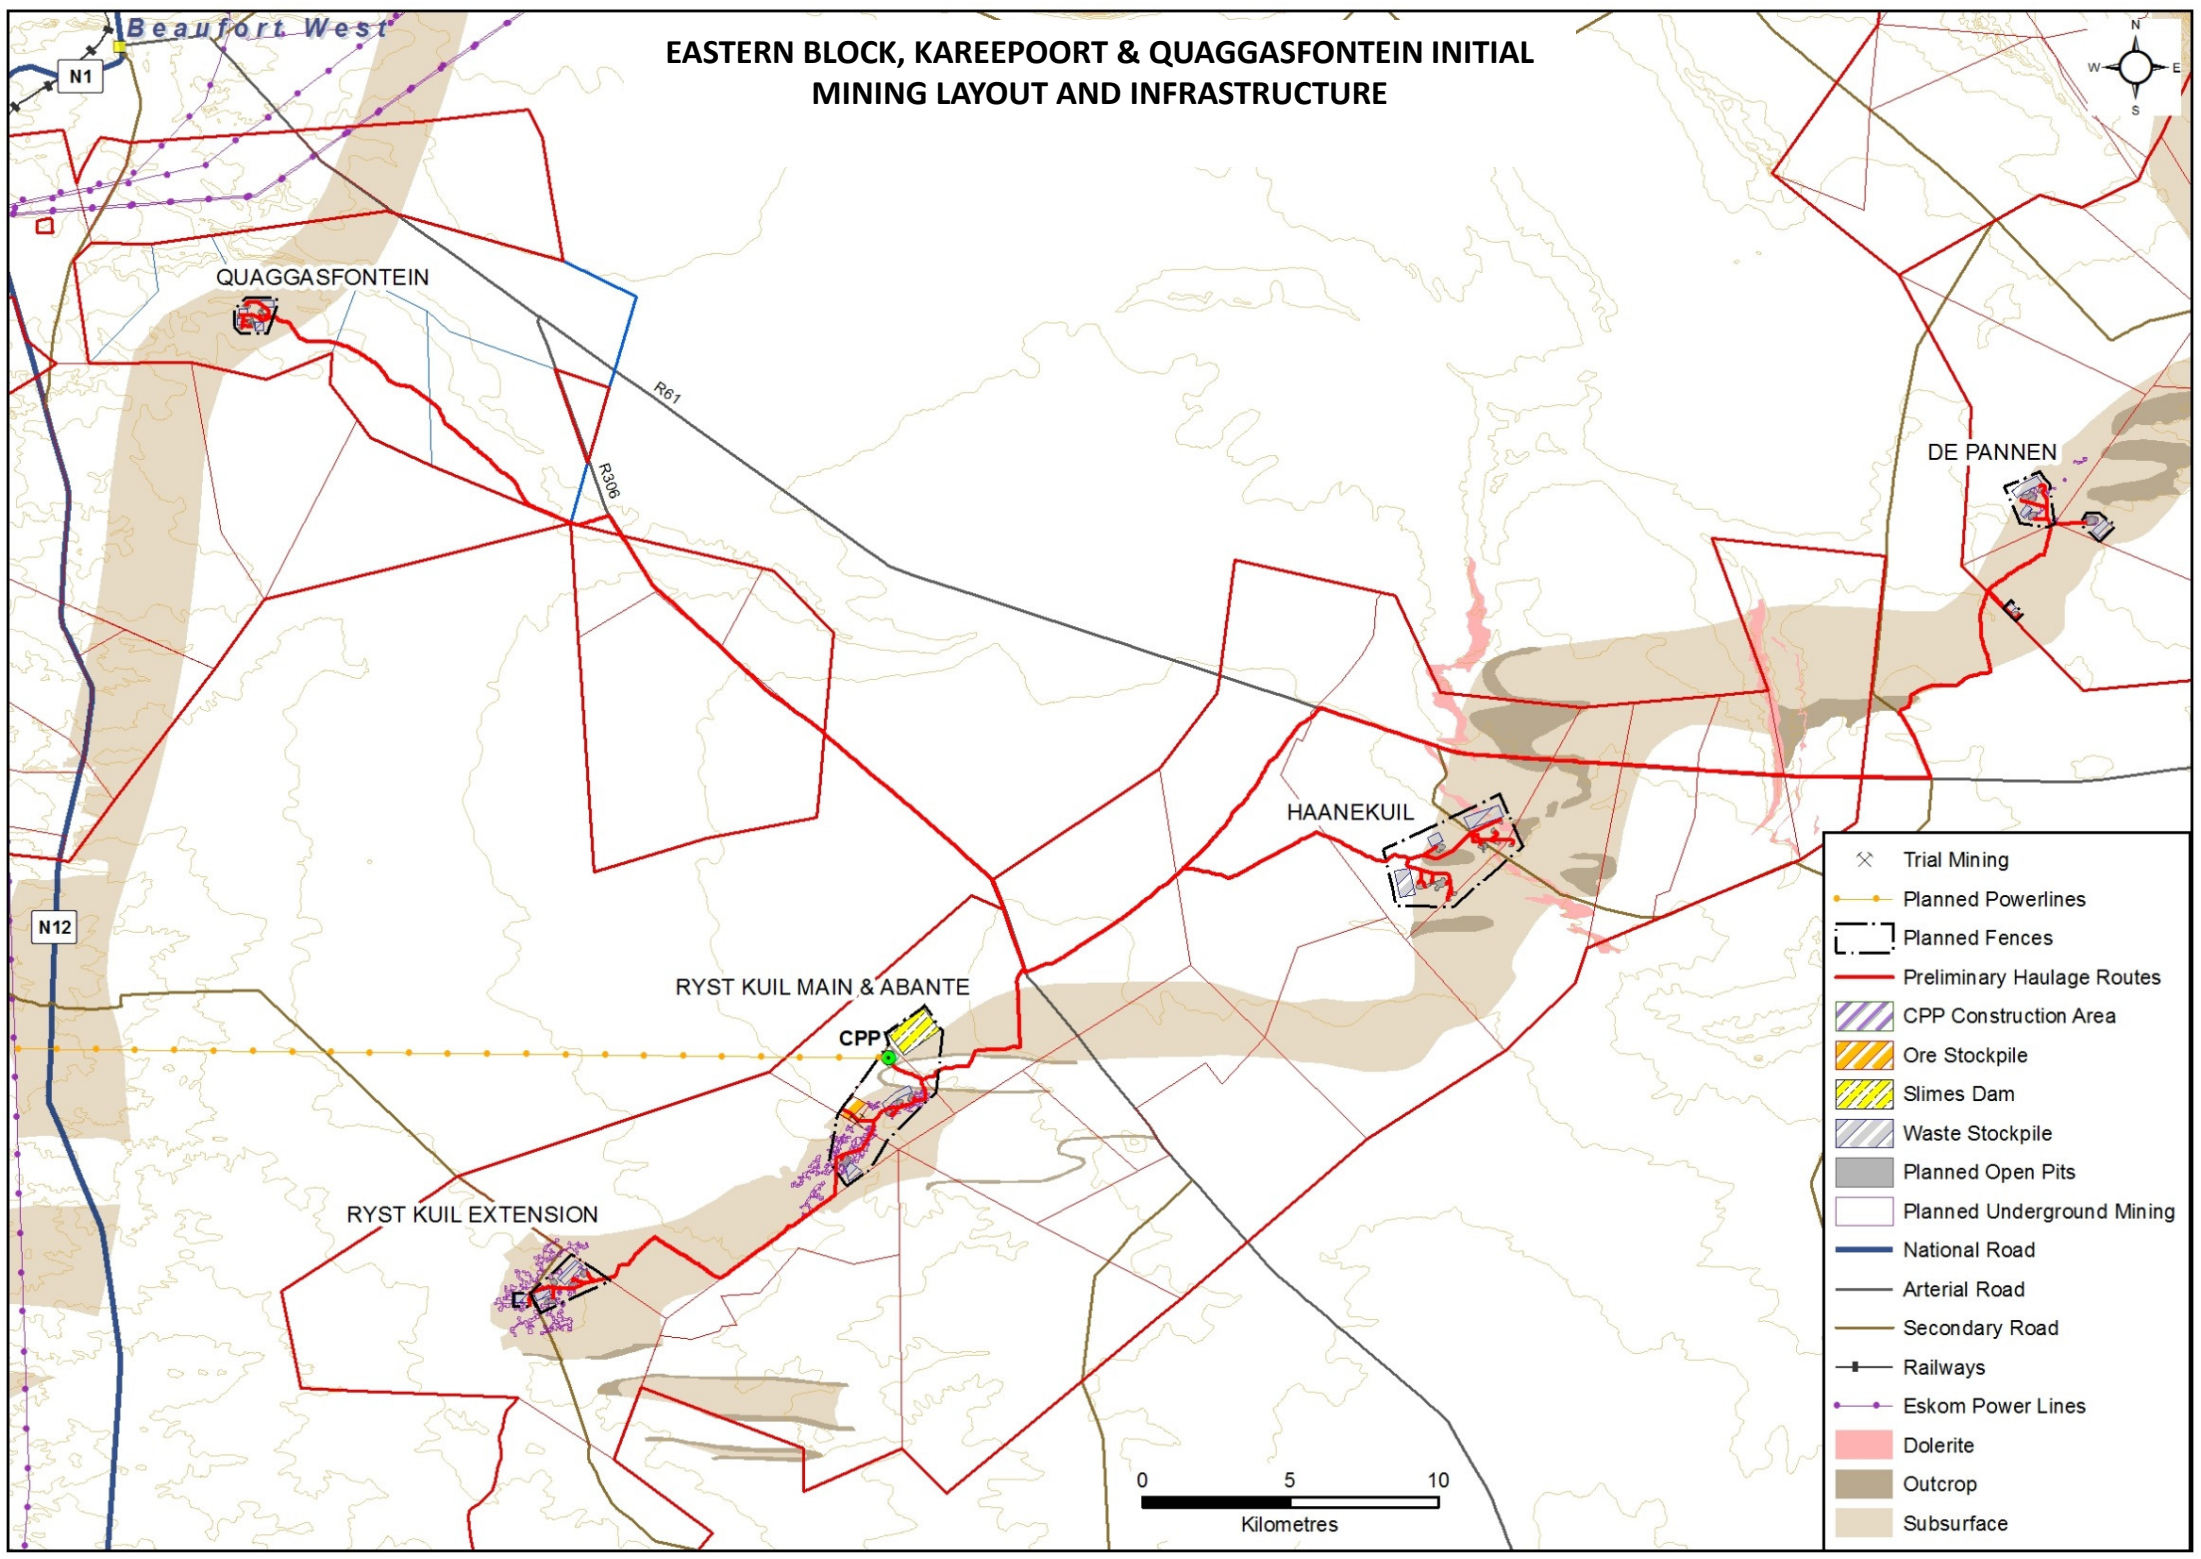 Beaufort West
EASTERN BLOCK, KAREEPOORT & QUAGGASFONTEIN INITIAL
MINING LAYOUT AND INFRASTRUCTURE
N
W
E
S
N1
QUAGGASFONTEIN
R61
R306
DE PANNEN
HAANEKUIL
N12
RYST KUIL MAIN & ABANTE
CPP
RYST KUIL EXTENSION
Trial Mining
Planned Powerlines
Planned Fences
Preliminary Haulage Routes
CPP Construction Area
Ore Stockpile
Slimes Dam
Waste Stockpile
Planned Open Pits
Planned Underground Mining
National Road
Arterial Road
Secondary Road
Railways
Eskom Power Lines
Dolerite
Outcrop
Subsurface
0 5 10
Kilometres